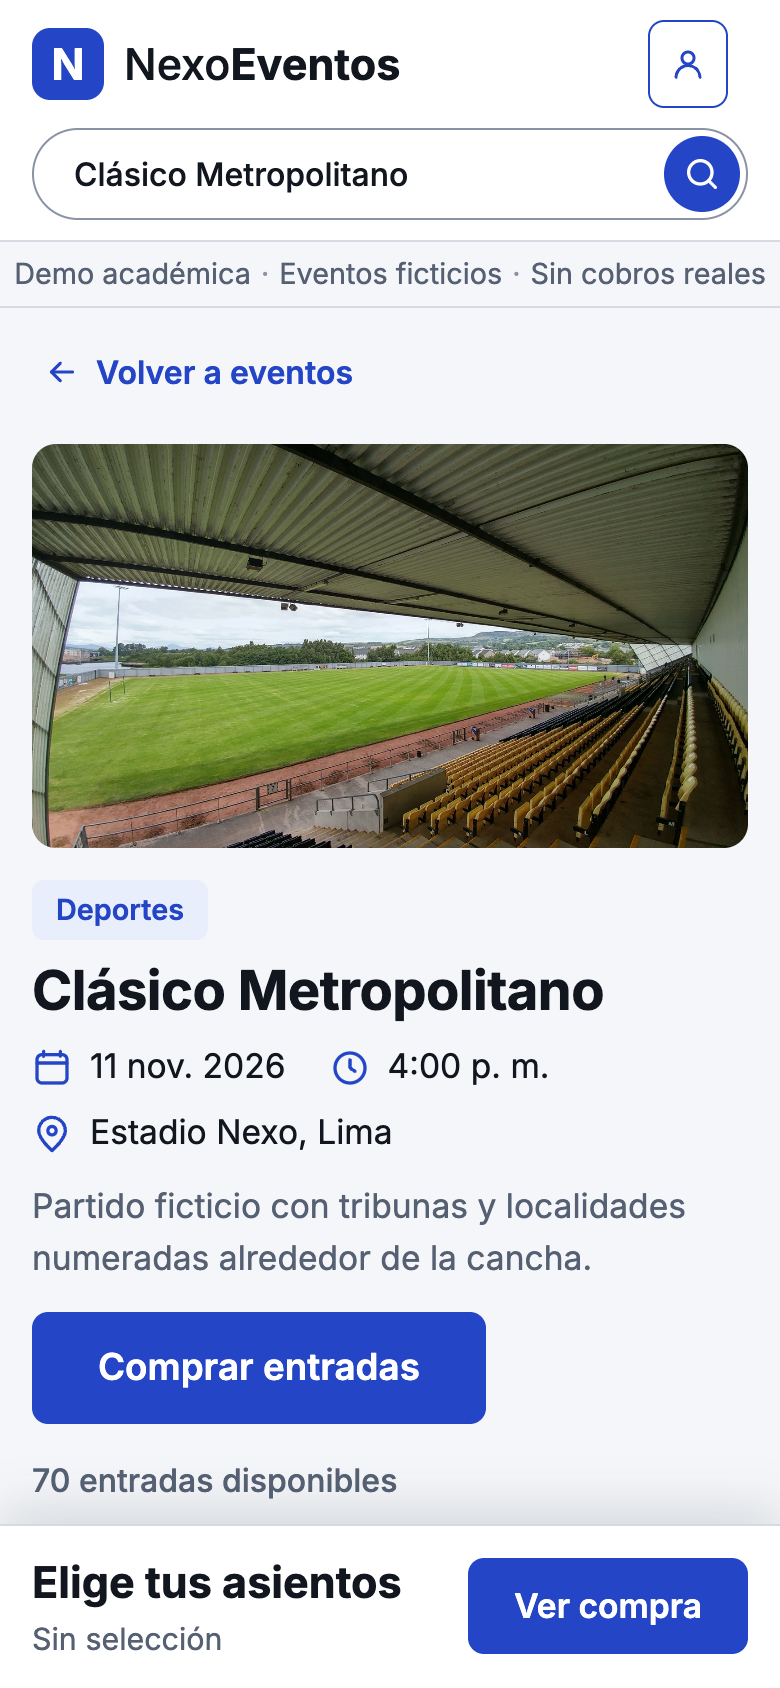 N NexoEventos
Clásico Metropolitano
Demo académica · Eventos ficticios · Sin cobros reales
← Volver a eventos
Deportes
Clásico Metropolitano
11 nov. 2026 4:00 p. m.
Estadio Nexo, Lima
Partido ficticio con tribunas y localidades
numeradas alrededor de la cancha.
Comprar entradas
70 entradas disponibles
Elige tus asientos
Sin selección
Ver compra